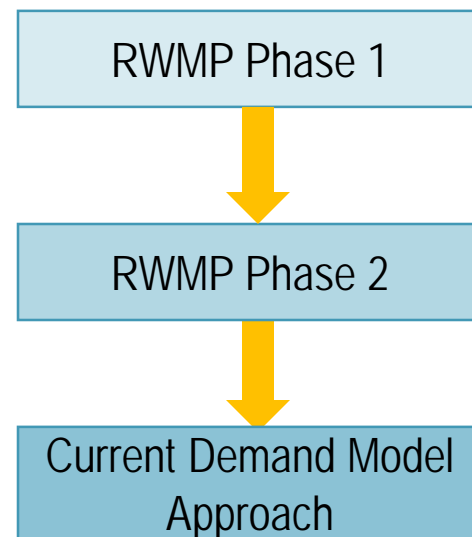 RWMP Phase 1
RWMP Phase 2
Current Demand Model
Approach